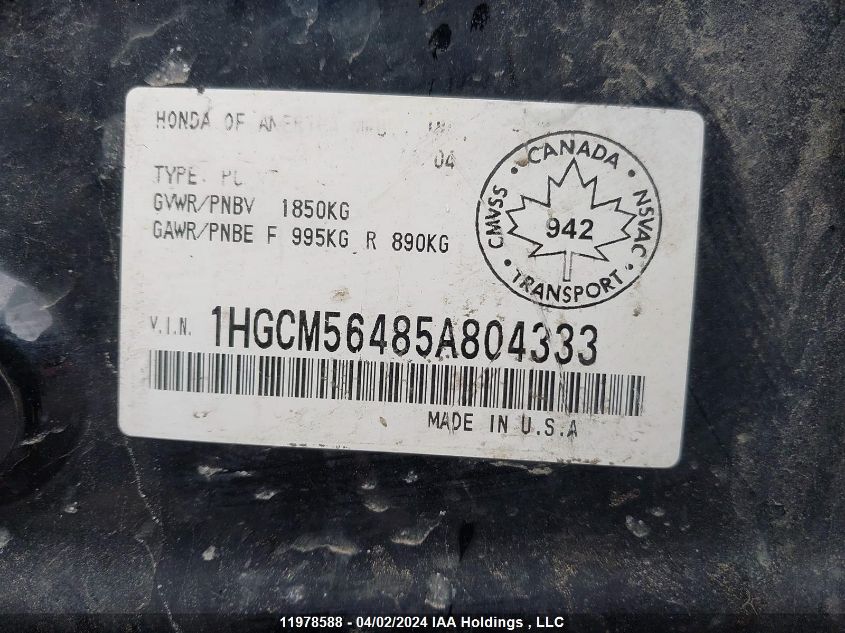 HONDA OF
04
CANADA
TYPE: PC
GVWR/PNBV 1850KG
GAWR/PNBE F 995KG R 890KG
CMVSS
942
NSVAC
TRANSPORT
V.I.N. 1HGCM56485A804333
MADE IN U.S.A
11978588 - 04/02/2024 IAA Holdings , LLC